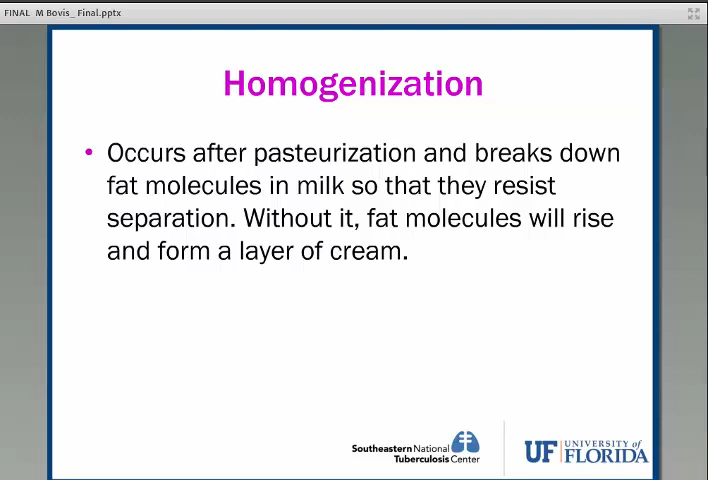 FINAL  M Bovis_ Final.pptx
Homogenization
• Occurs after pasteurization and breaks down
fat molecules in milk so that they resist
separation. Without it, fat molecules will rise
and form a layer of cream.
Southeastern National
Tuberculosis Center
UF UNIVERSITY of
FLORIDA